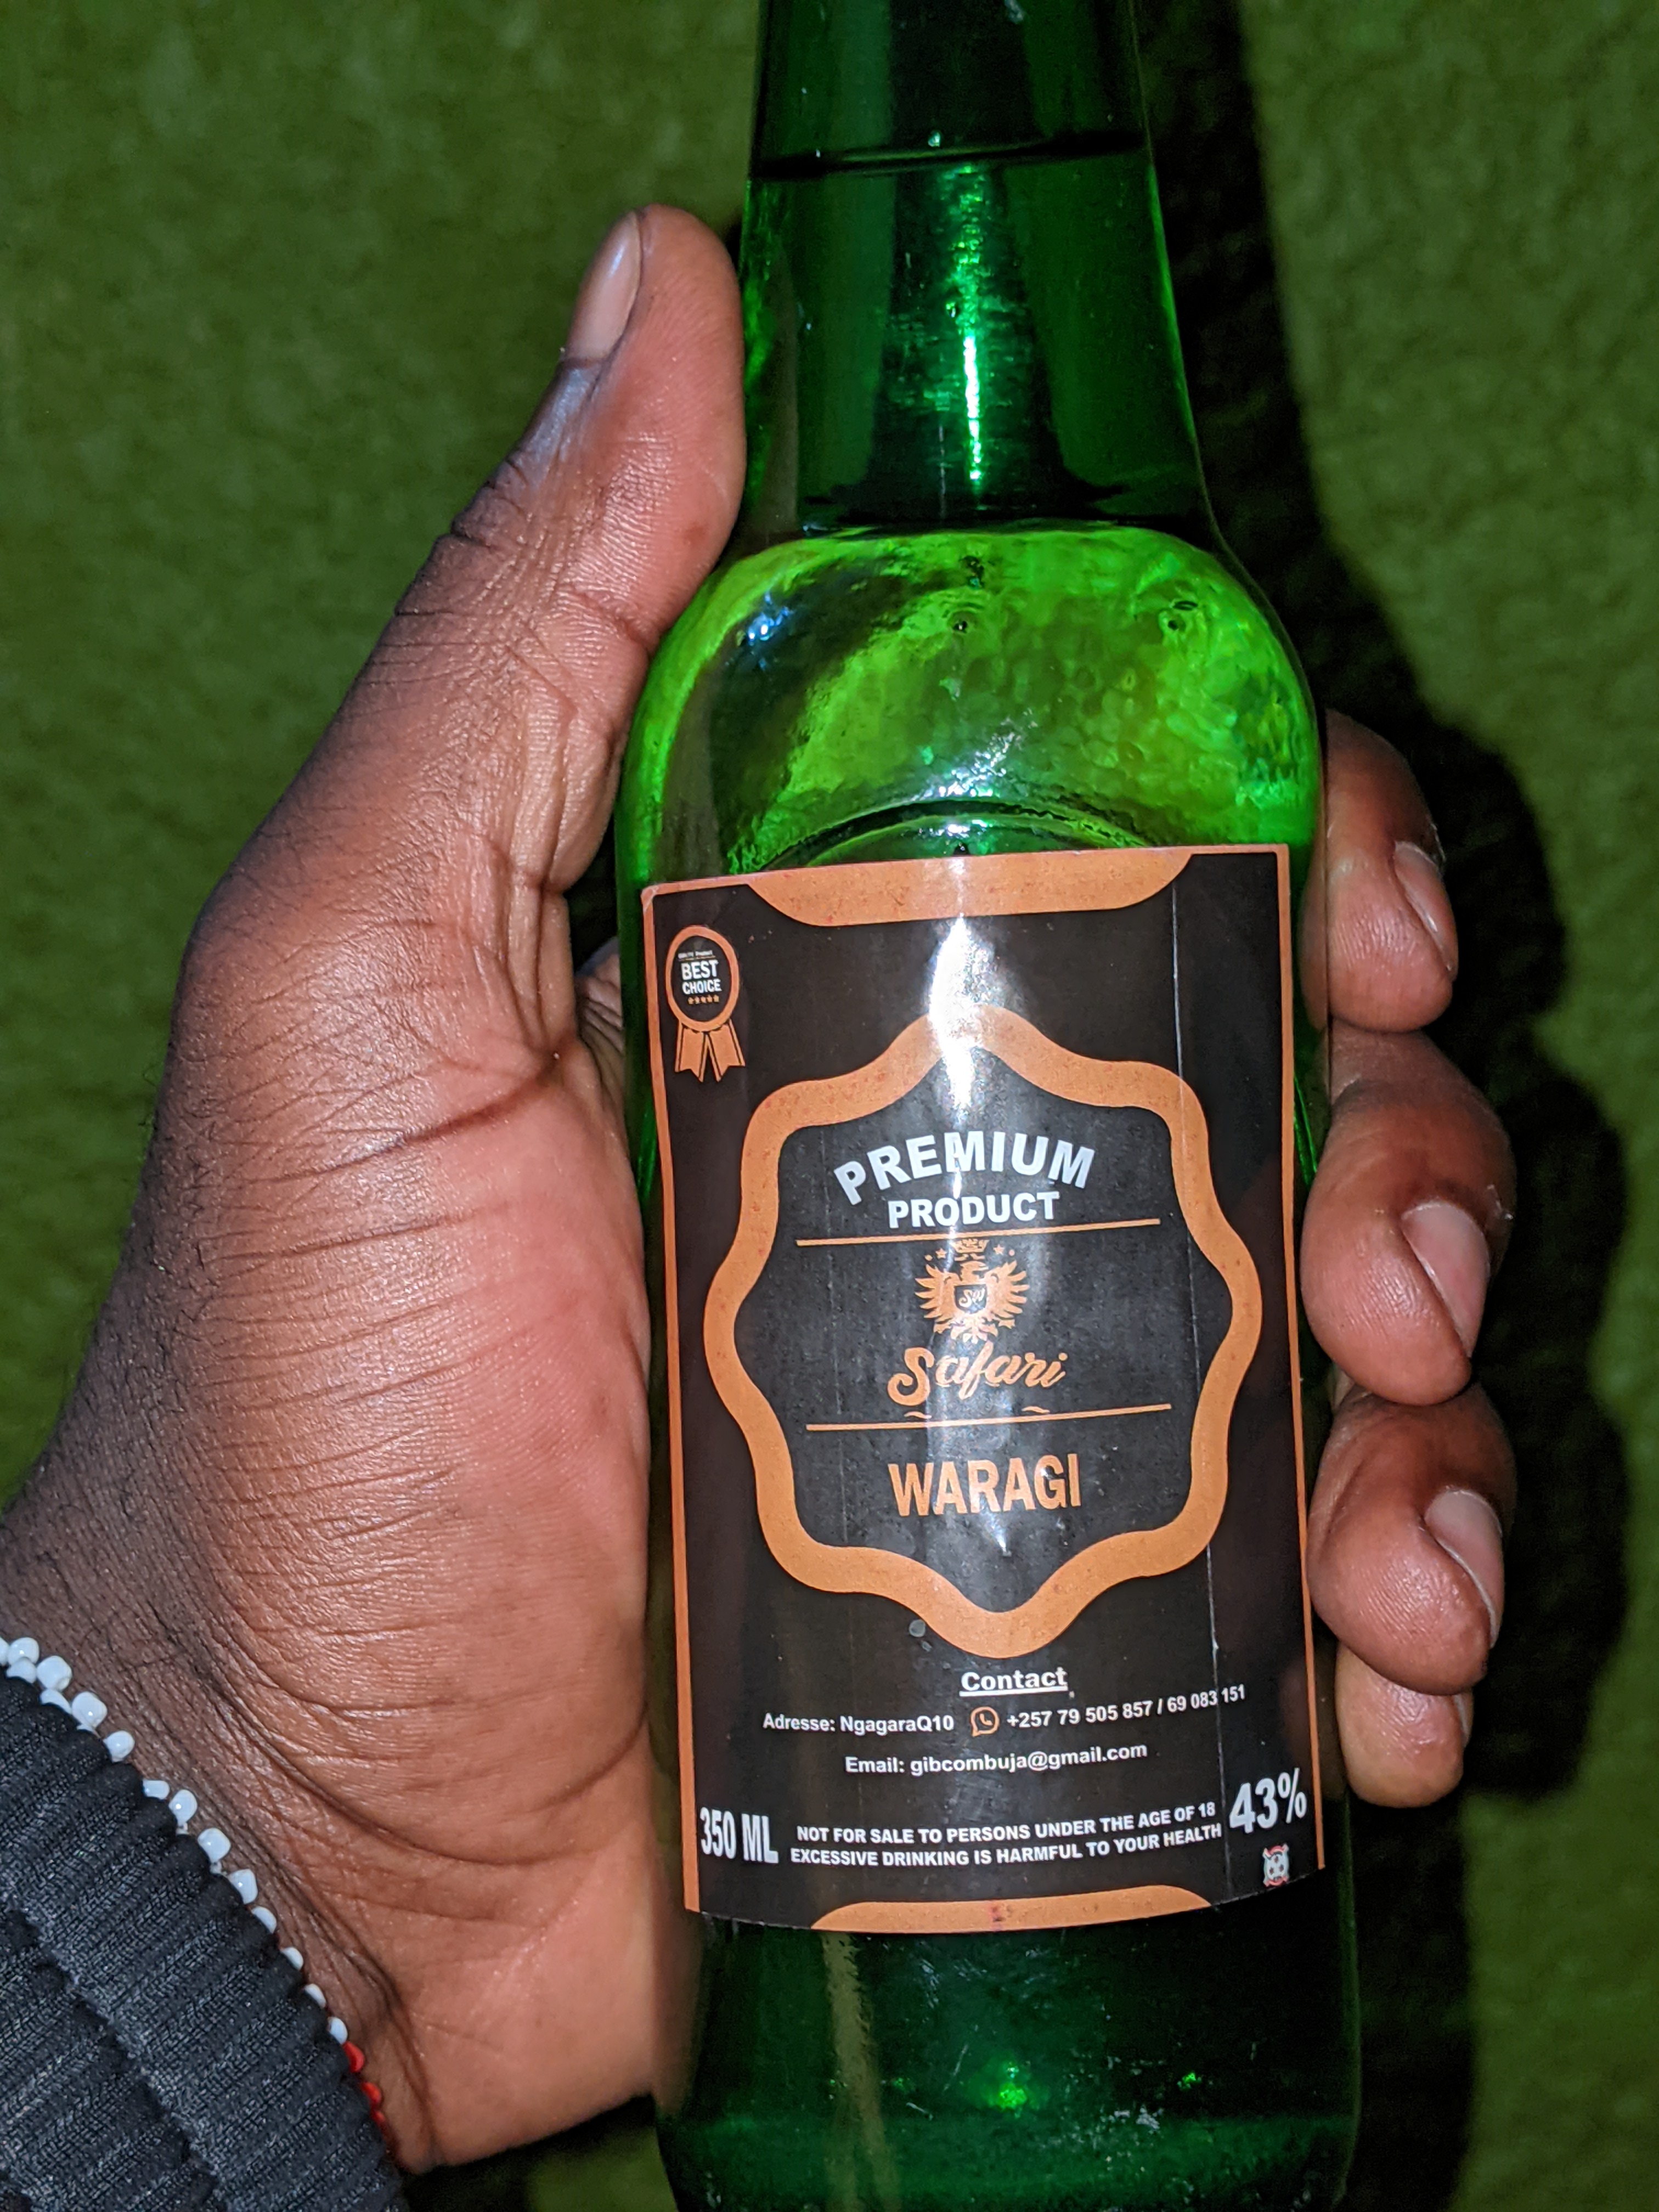 BEST
CHOICE
PREMIUM
PRODUCT
SW
Safari
WARAGI
Contact
Adresse: NgagaraQ10 +257 79 505 857 / 69 083 151
Email: gibcombuja@gmail.com
350 ML
NOT FOR SALE TO PERSONS UNDER THE AGE OF 18
EXCESSIVE DRINKING IS HARMFUL TO YOUR HEALTH
43%